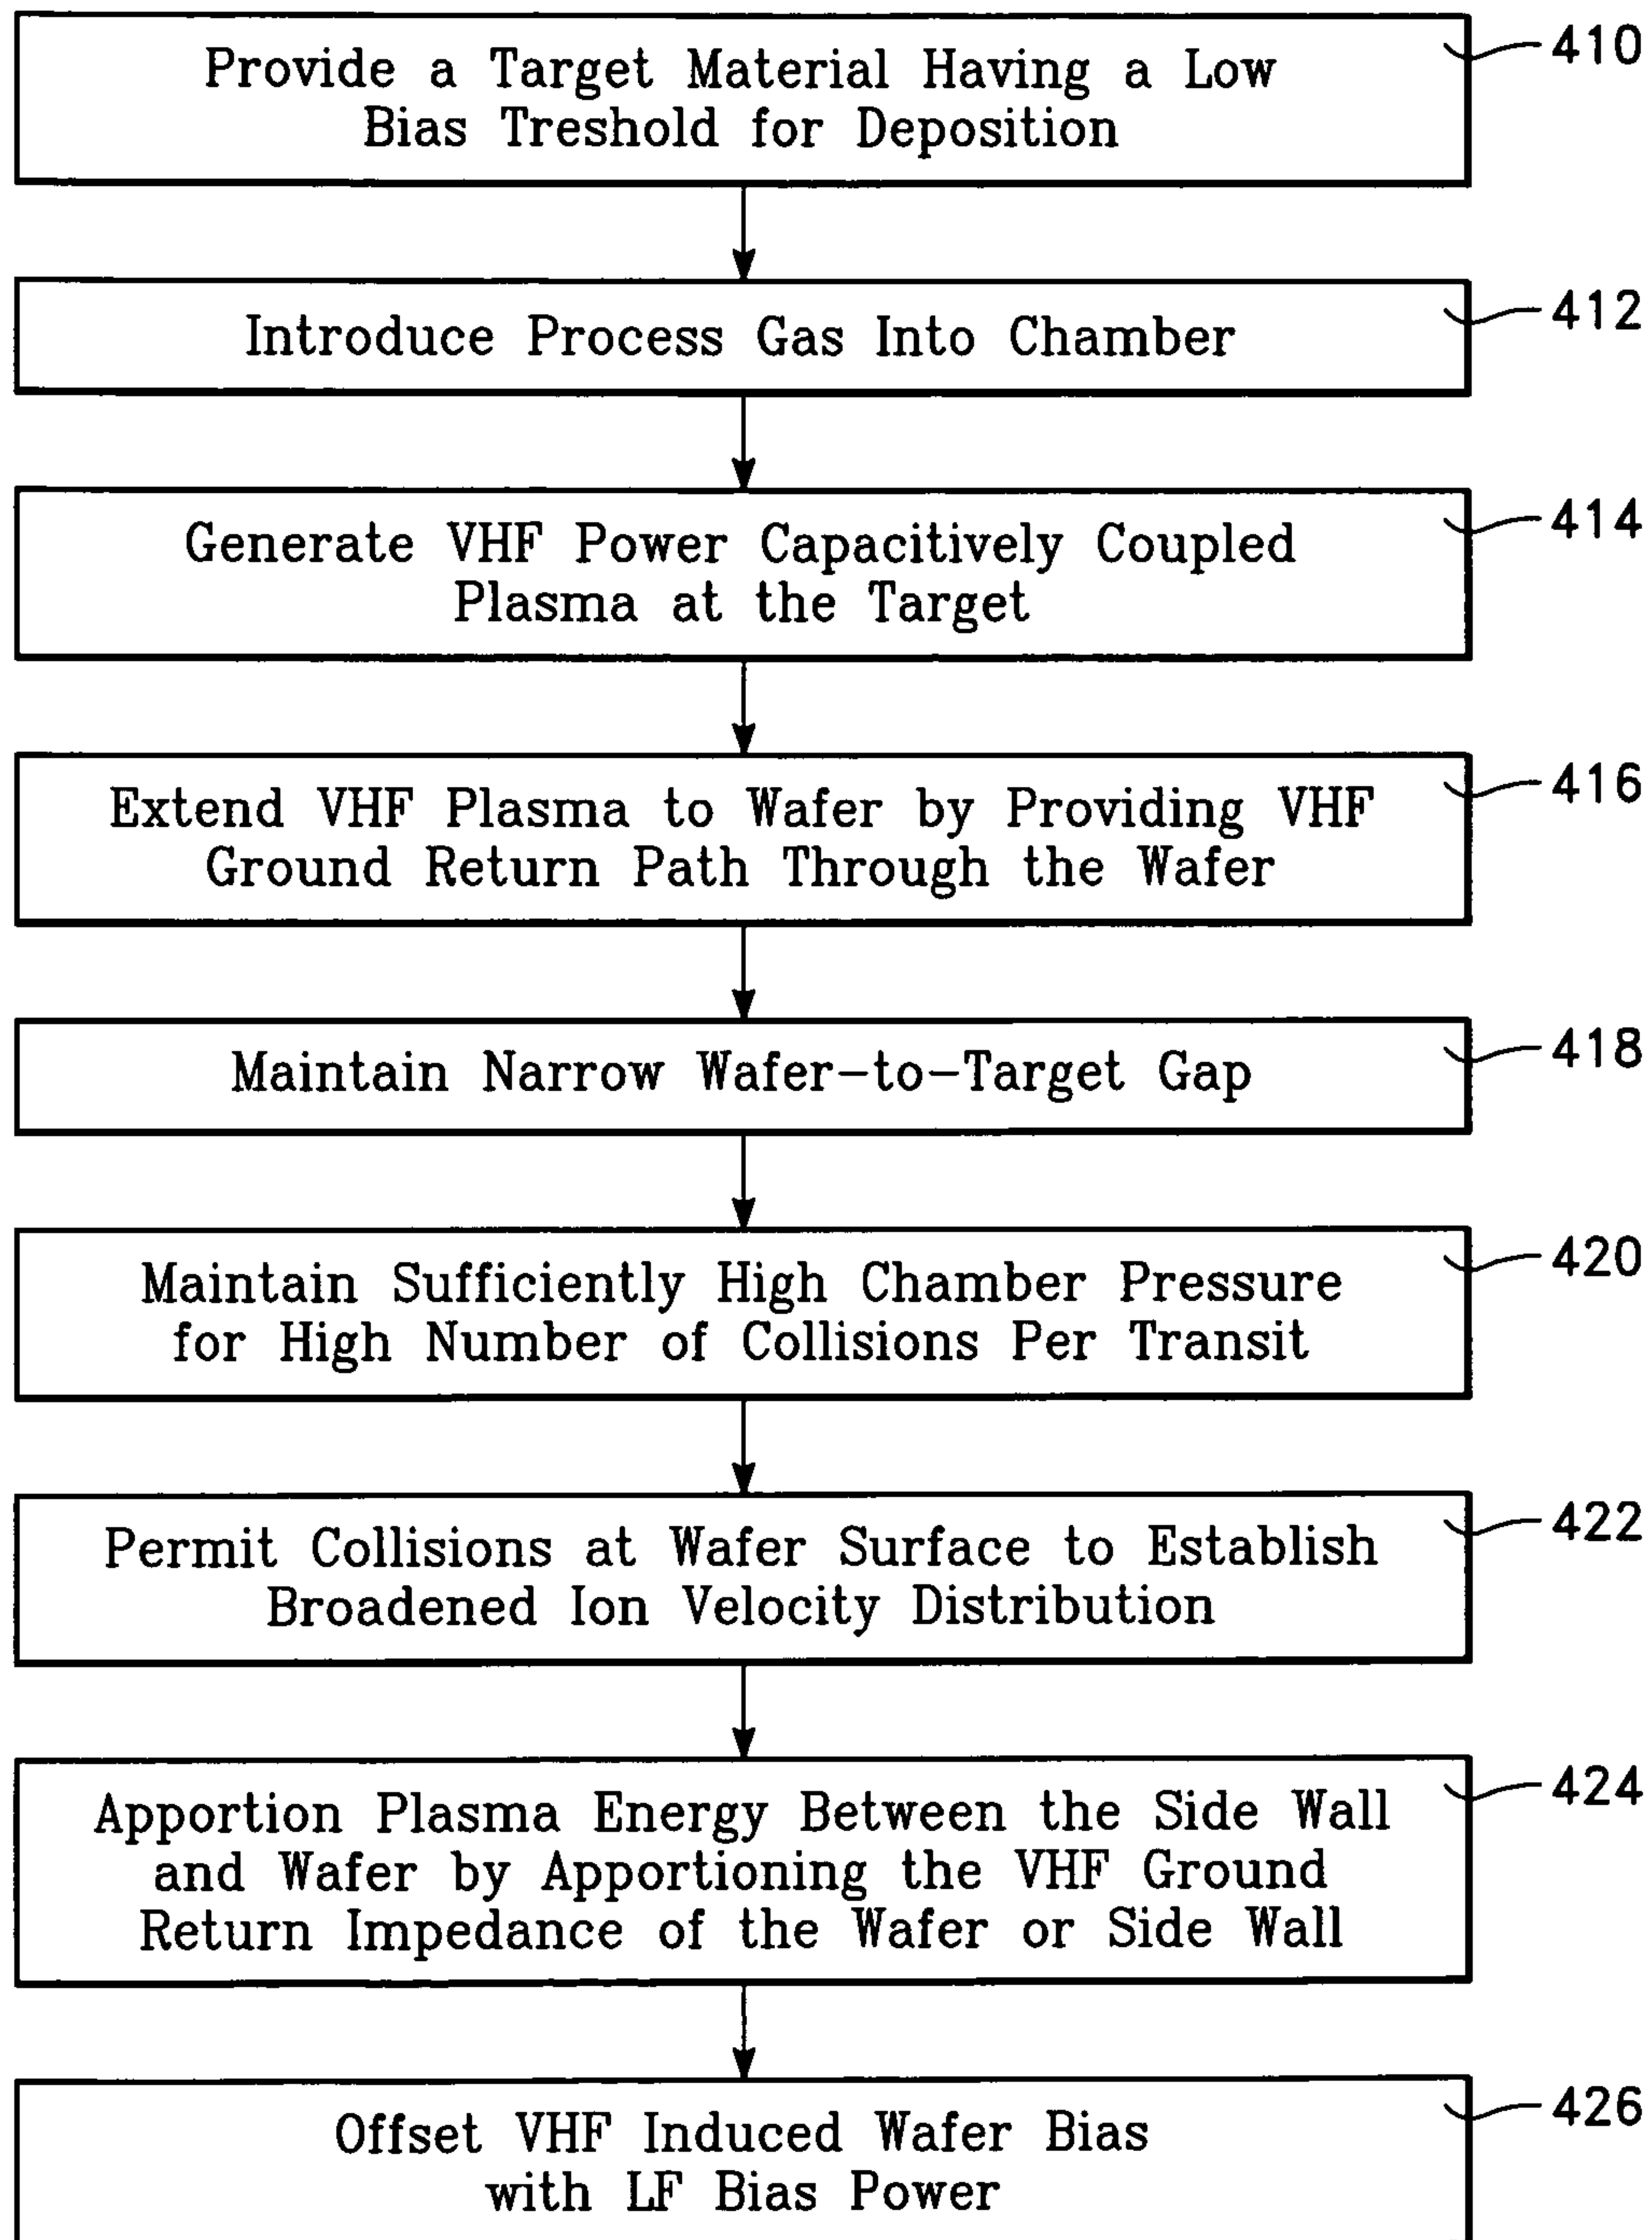 Provide a Target Material Having a Low
Bias Treshold for Deposition
410
Introduce Process Gas Into Chamber
412
Generate VHF Power Capacitively Coupled
Plasma at the Target
414
Extend VHF Plasma to Wafer by Providing VHF
Ground Return Path Through the Wafer
416
Maintain Narrow Wafer-to-Target Gap
418
Maintain Sufficiently High Chamber Pressure
for High Number of Collisions Per Transit
420
Permit Collisions at Wafer Surface to Establish
Broadened Ion Velocity Distribution
422
Apportion Plasma Energy Between the Side Wall
and Wafer by Apportioning the VHF Ground
Return Impedance of the Wafer or Side Wall
424
Offset VHF Induced Wafer Bias
with LF Bias Power
426